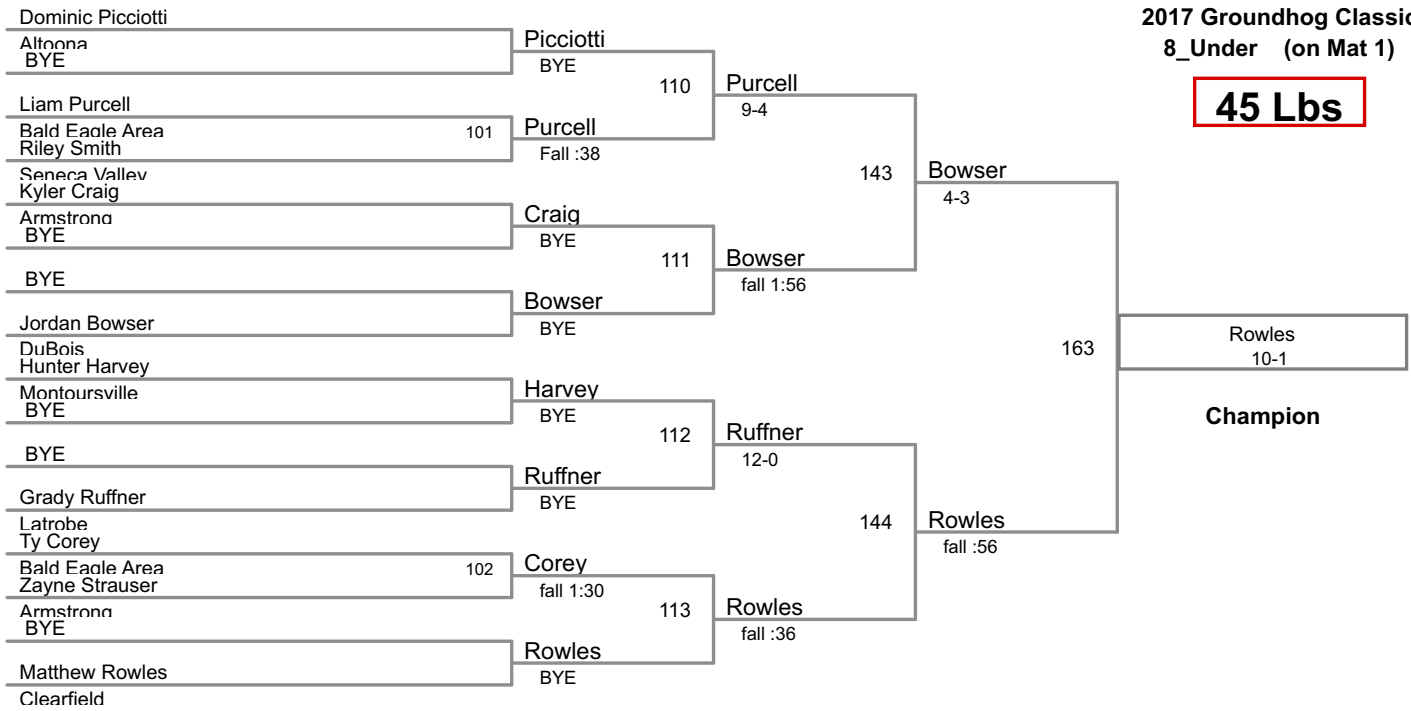 2017 Groundhog Classic
8_Under (on Mat 1)
45 Lbs
Dominic Picciotti
Altoona
BYE
Liam Purcell
Bald Eagle Area
101
Riley Smith
Seneca Valley
Kyler Craig
Armstrong
BYE
BYE
Jordan Bowser
DuBois
Hunter Harvey
Montoursville
BYE
BYE
Grady Ruffner
Latrobe
Ty Corey
Bald Eagle Area
102
Zayne Strauser
Armstrong
BYE
Matthew Rowles
Clearfield
Picciotti
BYE
110
Purcell
Fall :38
Craig
BYE
111
Bowser
BYE
Harvey
BYE
112
Ruffner
BYE
Corey
fall 1:30
113
Rowles
BYE
Purcell
9-4
143
Bowser
fall 1:56
Ruffner
12-0
144
Rowles
fall :36
Bowser
4-3
163
Rowles
fall :56
Rowles
10-1
Champion